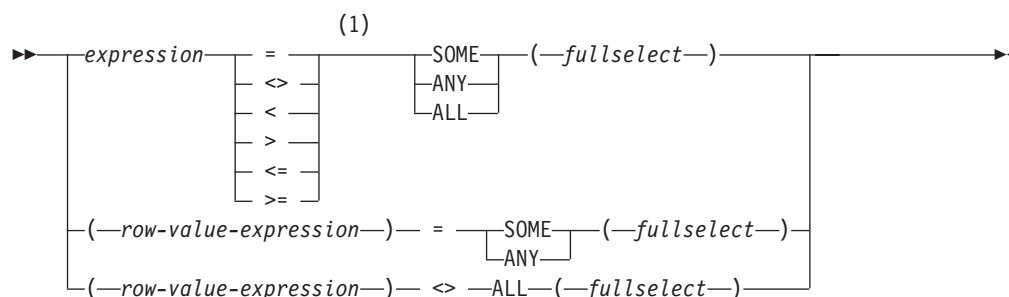 (1)
expression = SOME ( fullselect )
<> ANY
< ALL
>
<=
>=
( row-value-expression ) = SOME ( fullselect )
ANY
( row-value-expression ) <> ALL ( fullselect )